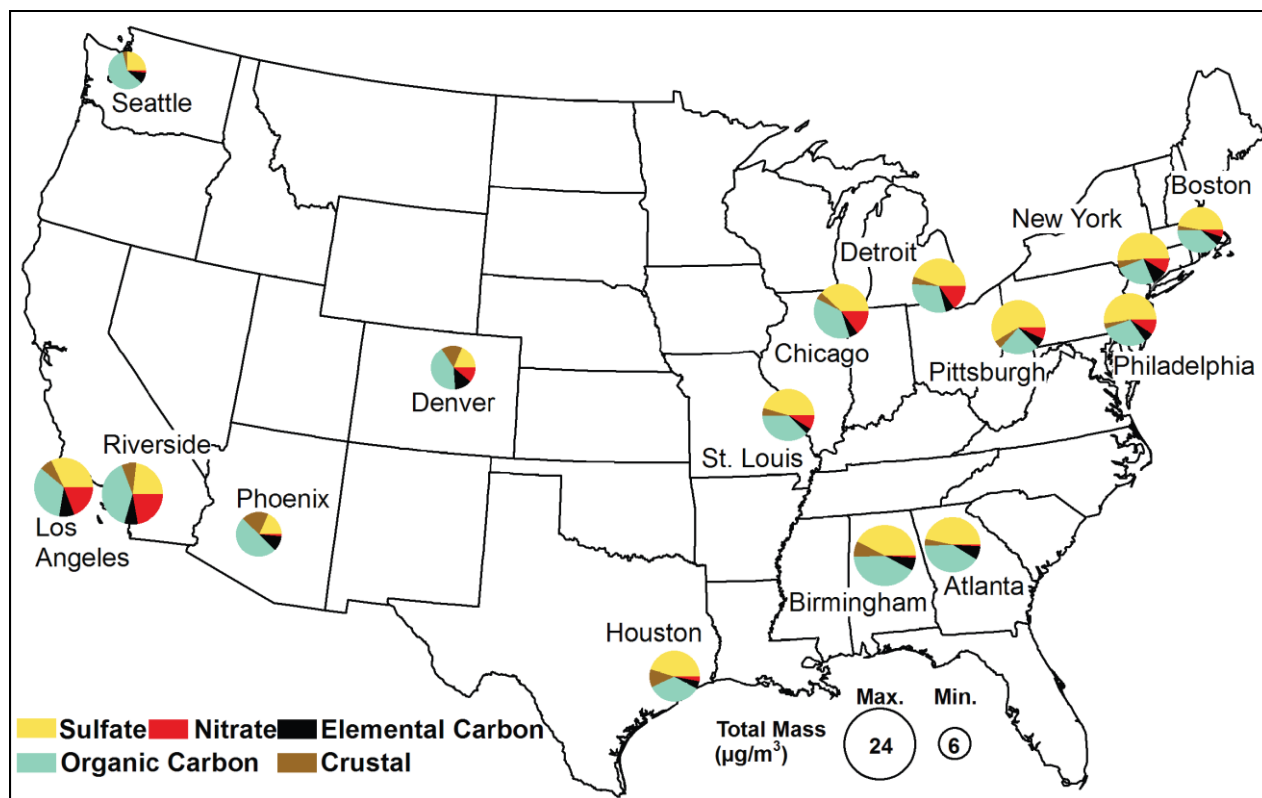 Seattle
Boston
New York
Detroit
Chicago
Pittsburgh
Philadelphia
Denver
Riverside
St. Louis
Los
Angeles
Phoenix
Birmingham
Atlanta
Houston
Max. Min.
Total Mass
(µg/m³)
24 6
Sulfate Nitrate Elemental Carbon
Organic Carbon Crustal